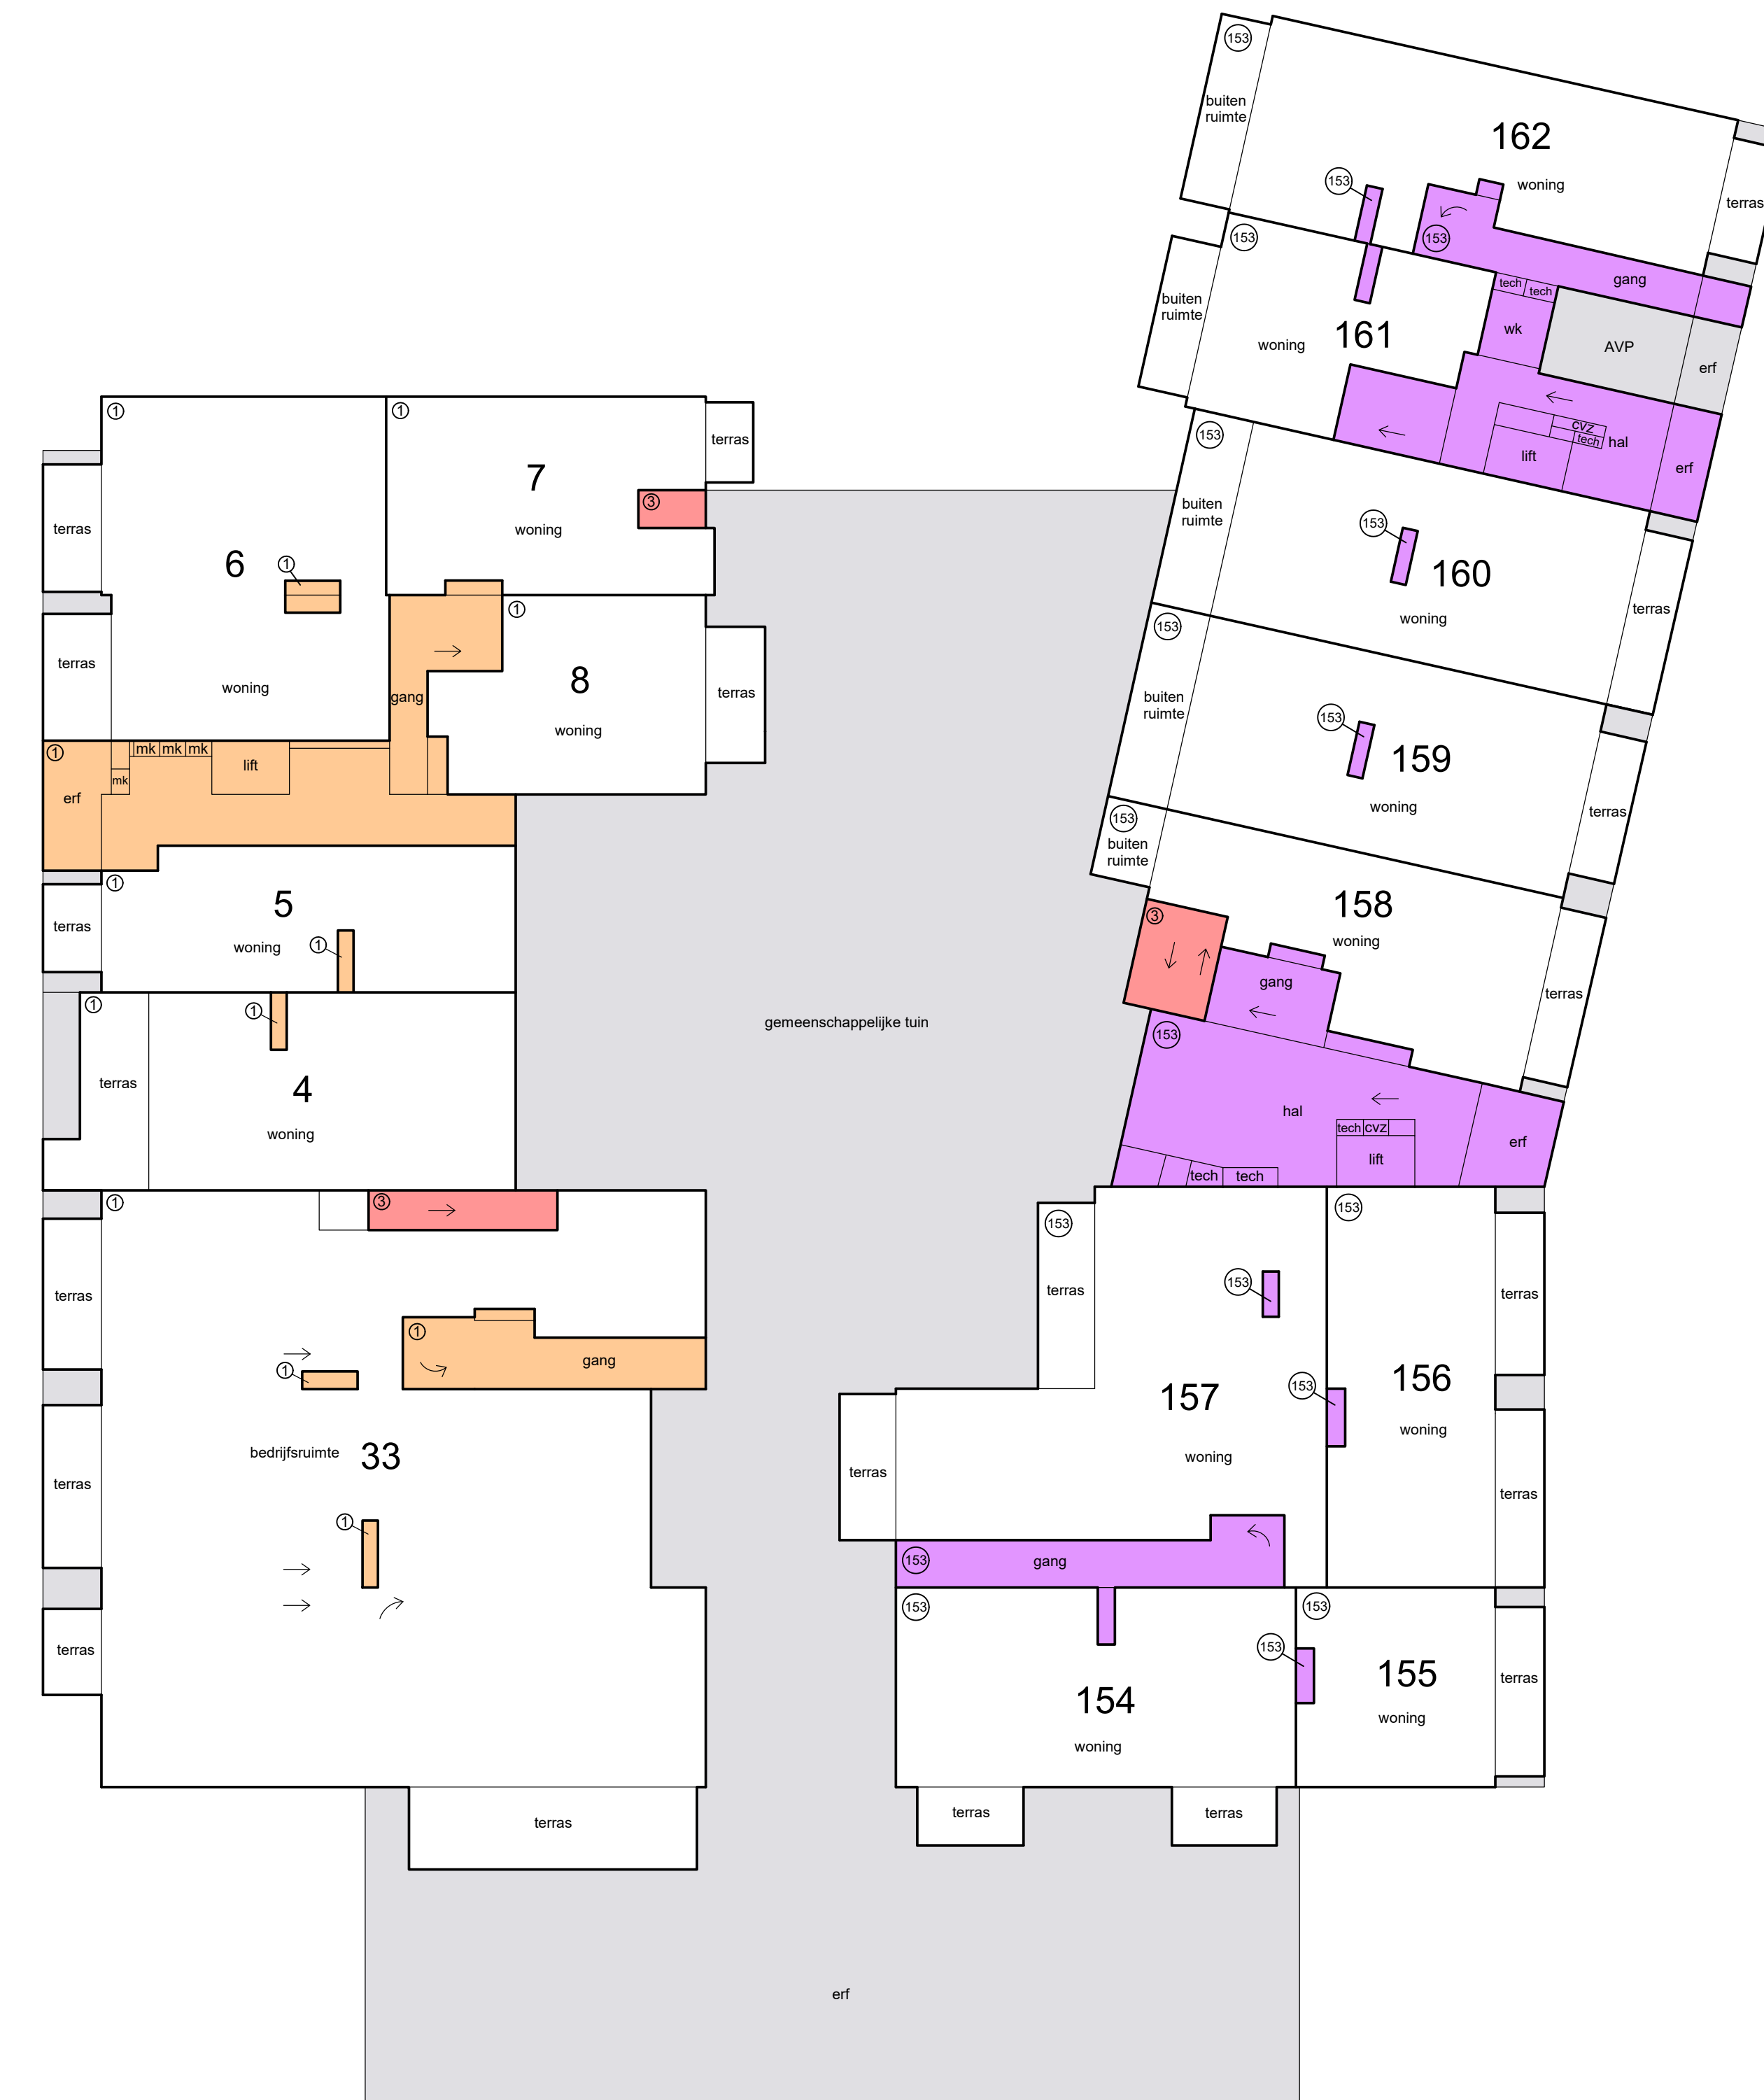 153
buiten
ruimte
162
woning
153
153
terras
153
gang
tech
tech
wk
AVP
erf
buiten
ruimte
woning
161
cvz
tech
hal
lift
erf
153
buiten
ruimte
153
160
woning
terras
153
buiten
ruimte
153
159
woning
terras
153
buiten
ruimte
158
woning
3
gang
terras
153
hal
tech
cvz
lift
erf
tech
tech
1
1
7
woning
terras
3
terras
6
1
terras
woning
1
8
woning
terras
gang
1
mk
mk
mk
mk
lift
erf
1
5
woning
terras
1
1
1
terras
4
woning
gemeenschappelijke tuin
1
3
terras
1
gang
1
bedrijfsruimte
33
terras
1
terras
terras
153
terras
153
153
terras
157
woning
153
156
woning
terras
terras
153
gang
153
153
153
154
woning
155
woning
terras
terras
terras
erf